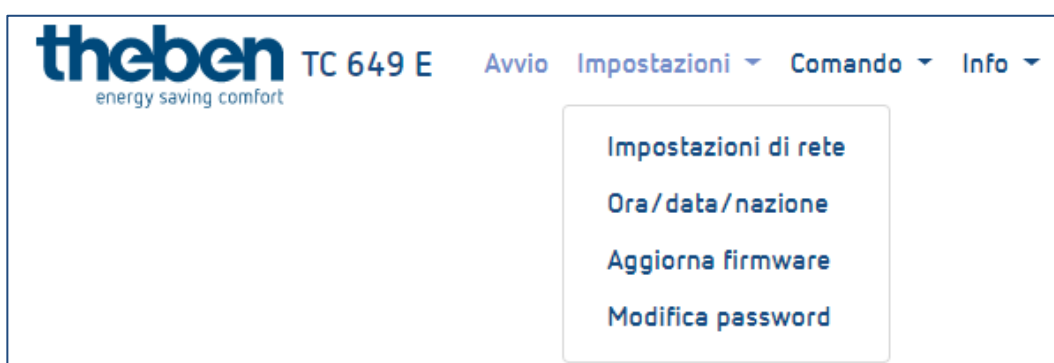 theben TC 649 E Avvio Impostazioni Comando Info
energy saving comfort
Impostazioni di rete
Ora/data/nazione
Aggiorna firmware
Modifica password